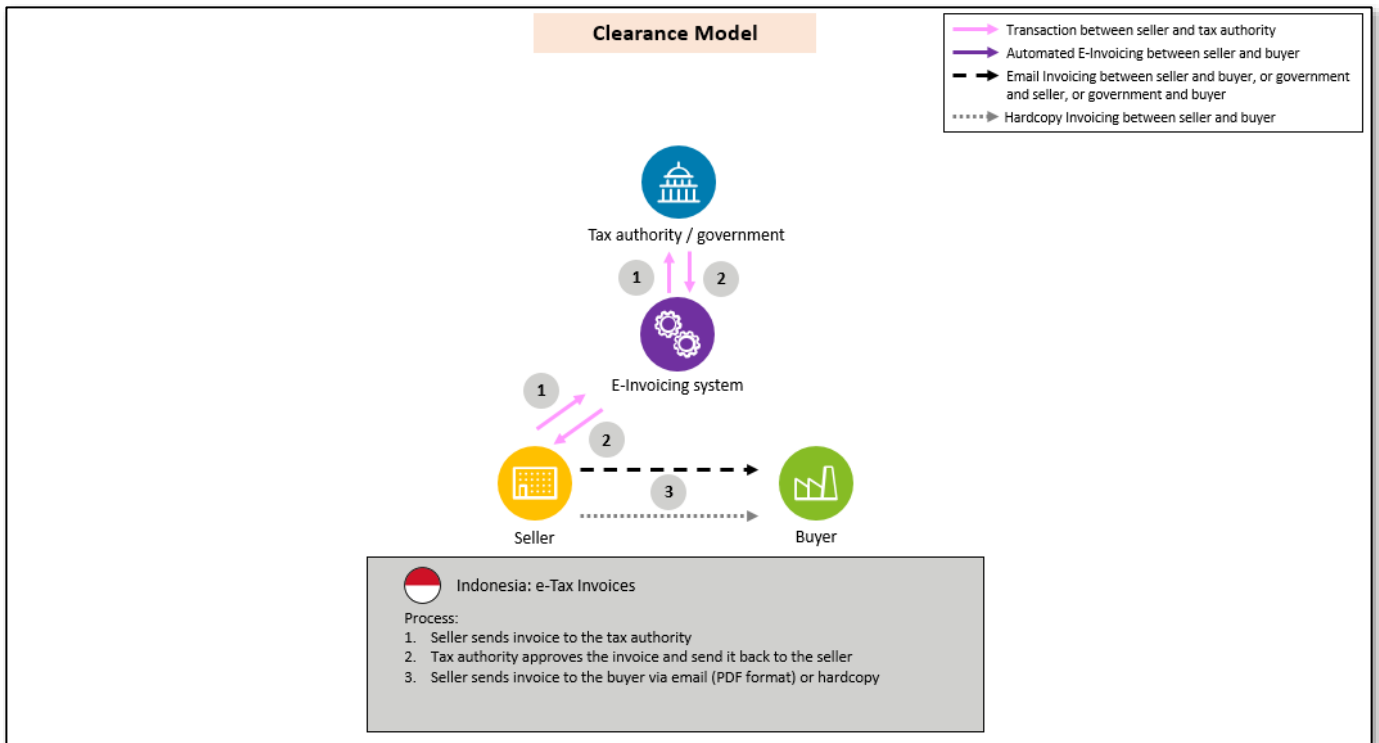 Clearance Model
Transaction between seller and tax authority
Automated E-Invoicing between seller and buyer
Email Invoicing between seller and buyer, or government
and seller, or government and buyer
Hardcopy Invoicing between seller and buyer
Tax authority / government
1
2
E-Invoicing system
1
2
3
Seller
Buyer
Indonesia: e-Tax Invoices
Process:
1. Seller sends invoice to the tax authority
2. Tax authority approves the invoice and send it back to the seller
3. Seller sends invoice to the buyer via email (PDF format) or hardcopy